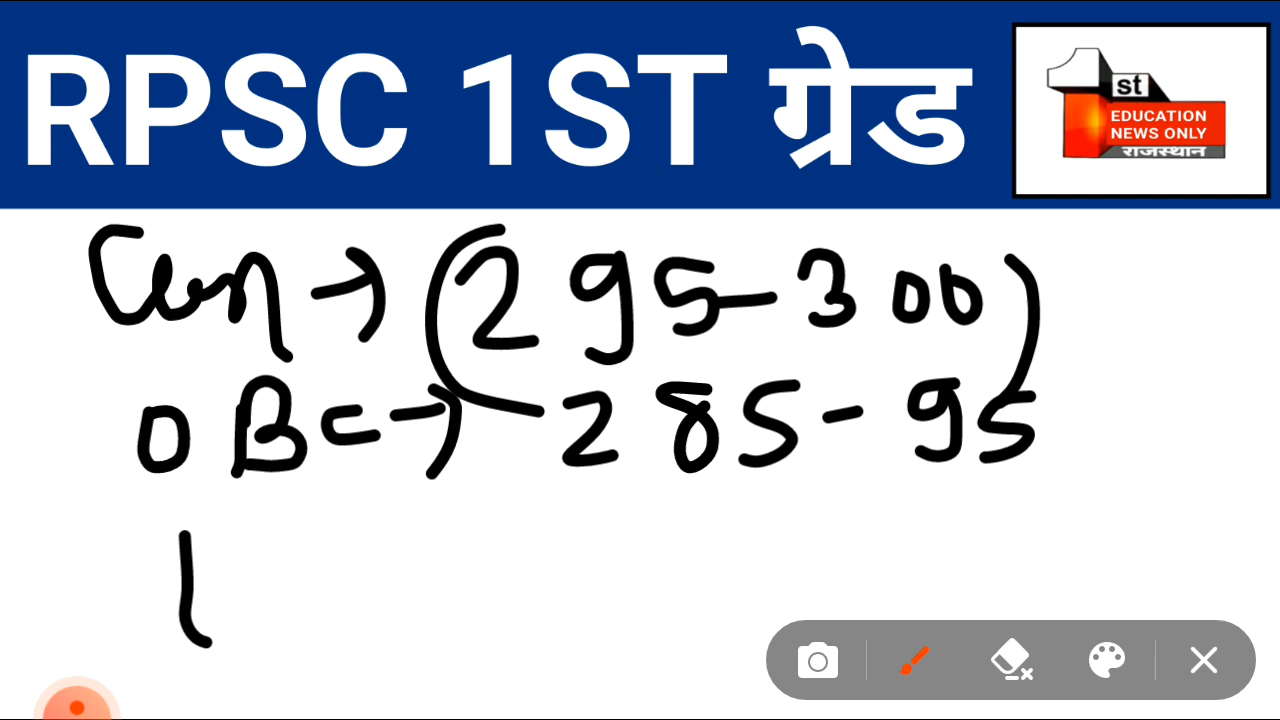 RPSC 1ST ग्रेड
1st
EDUCATION
NEWS ONLY
राजस्थान
Gen → (295-300)
OBC → 285-95